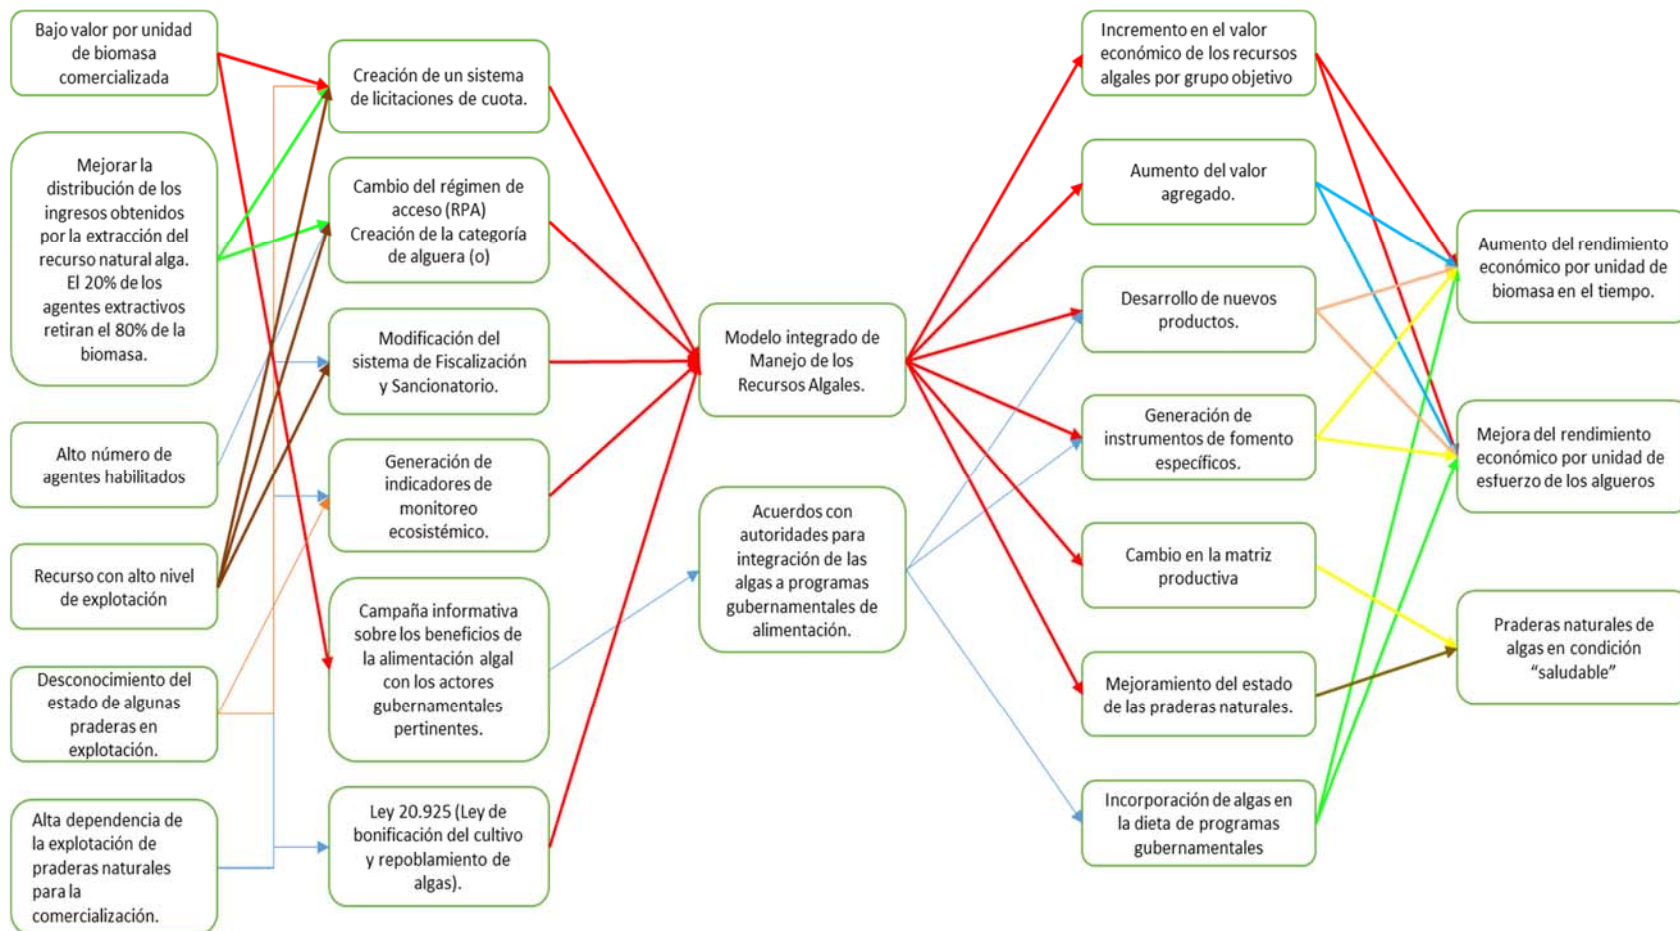 Bajo valor por unidad
de biomasa
comercializada
Mejorar la
distribución de los
ingresos obtenidos
por la extracción del
recurso natural alga.
El 20% de los
agentes extractivos
retiran el 80% de la
biomasa.
Alto número de
agentes habilitados
Recurso con alto nivel
de explotación
Desconocimiento del
estado de algunas
praderas en
explotación.
Alta dependencia de
la explotación de
praderas naturales
para la
comercialización.
Creación de un sistema
de licitaciones de cuota.
Cambio del régimen de
acceso (RPA)
Creación de la categoría
de alguera (o)
Modificación del
sistema de Fiscalización
y Sancionatorio.
Generación de
indicadores de
monitoreo
ecosistémico.
Campaña informativa
sobre los beneficios de
la alimentación algal
con los actores
gubernamentales
pertinentes.
Ley 20.925 (Ley de
bonificación del cultivo
y repoblamiento de
algas).
Modelo integrado de
Manejo de los
Recursos Algales.
Acuerdos con
autoridades para
integración de las
algas a programas
gubernamentales de
alimentación.
Incremento en el valor
económico de los recursos
algales por grupo objetivo
Aumento del valor
agregado.
Desarrollo de nuevos
productos.
Generación de
instrumentos de fomento
específicos.
Cambio en la matriz
productiva
Mejoramiento del estado
de las praderas naturales.
Incorporación de algas en
la dieta de programas
gubernamentales
Aumento del rendimiento
económico por unidad de
biomasa en el tiempo.
Mejora del rendimiento
económico por unidad de
esfuerzo de los algueros
Praderas naturales de
algas en condición
“saludable”